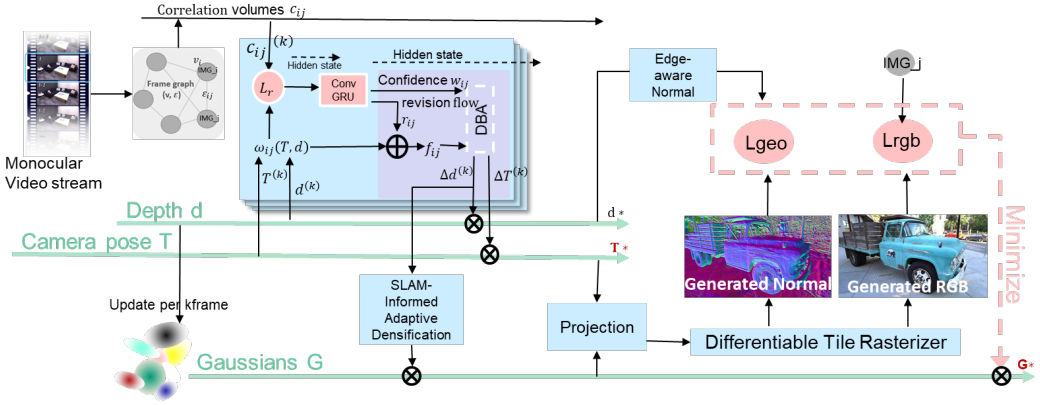 Correlation volumes c_ij
v_i
IMG_i
Frame graph
(ν, ε)
ε_ij
IMG_j
Monocular
Video stream
C_ij^(k)
Hidden state
Hidden state
L_r
Conv
GRU
Confidence w_ij
revision flow
r_ij
DBA
ω_ij(T, d)
f_ij
T^(k)
d^(k)
Δd^(k)
ΔT^(k)
Depth d
d*
Camera pose T
T*
Update per kframe
SLAM-
Informed
Adaptive
Densification
Gaussians G
G*
Edge-
aware
Normal
IMG_j
Lgeo
Lrgb
Minimize
Generated Normal
Generated RGB
Projection
Differentiable Tile Rasterizer